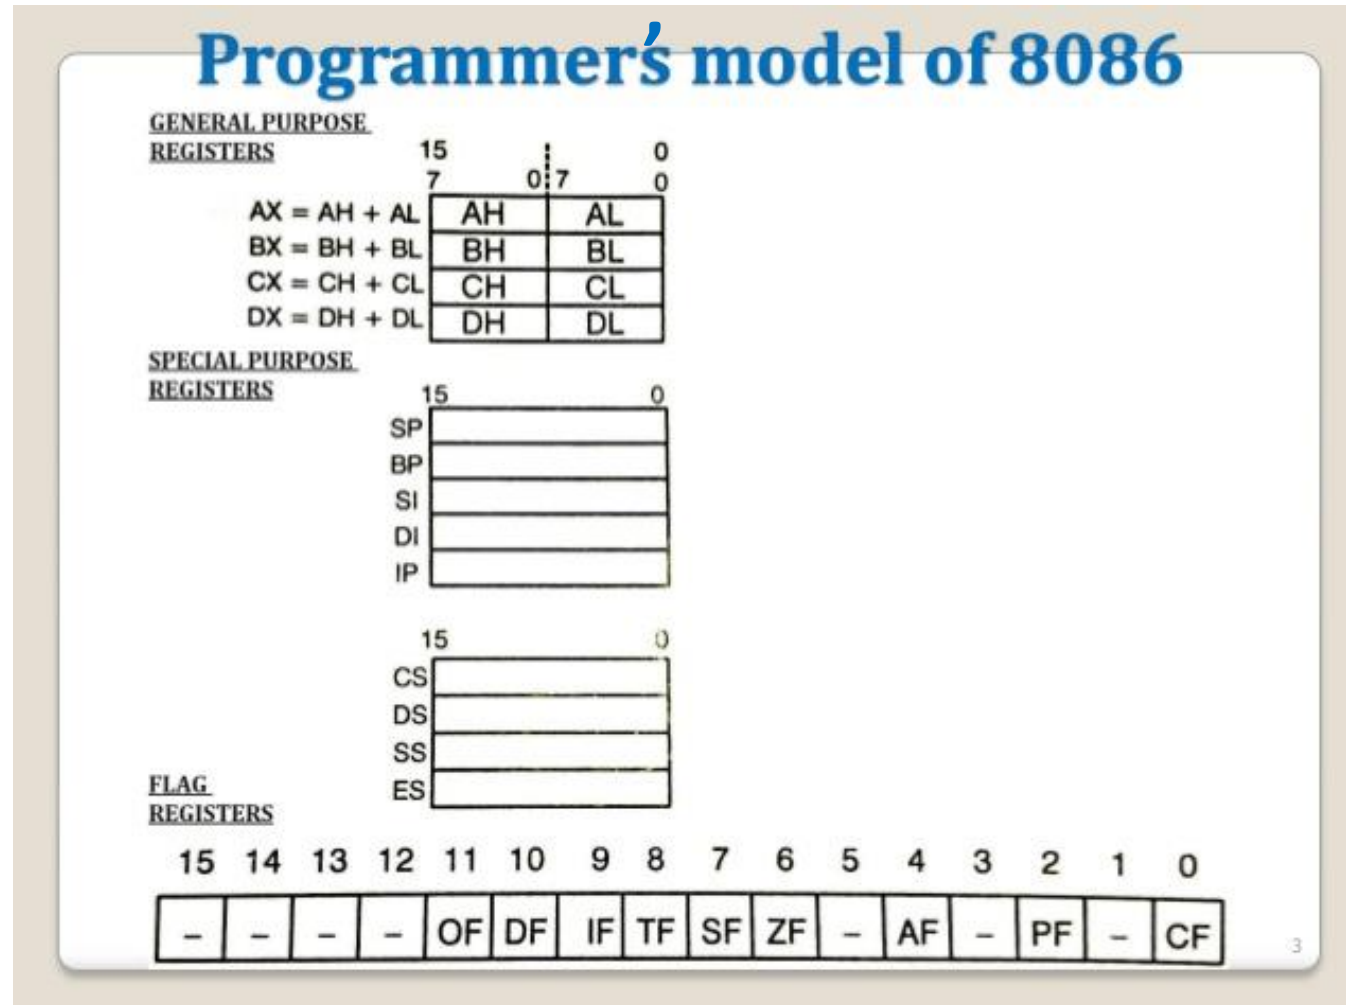 Programmer's model of 8086
GENERAL PURPOSE
REGISTERS
15 0
7 0 7 0
AX = AH + AL AH AL
BX = BH + BL BH BL
CX = CH + CL CH CL
DX = DH + DL DH DL
SPECIAL PURPOSE
REGISTERS
15 0
SP
BP
SI
DI
IP
15 0
CS
DS
SS
ES
FLAG
REGISTERS
15 14 13 12 11 10 9 8 7 6 5 4 3 2 1 0
– – – – OF DF IF TF SF ZF – AF – PF – CF
3